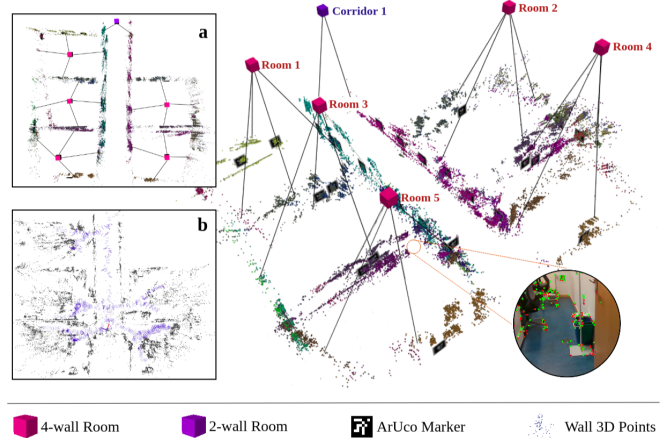 a
Corridor 1
Room 2
Room 4
Room 1
Room 3
Room 5
b
4-wall Room
2-wall Room
ArUco Marker
Wall 3D Points